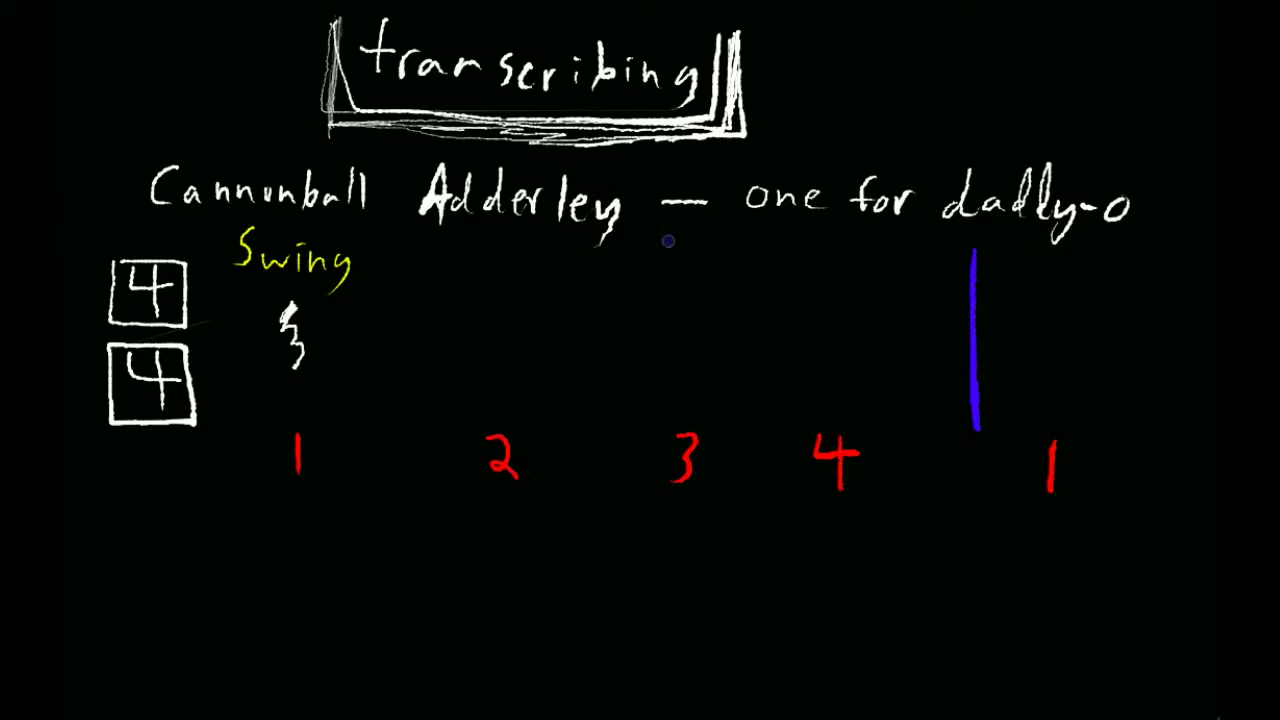 transcribing
Cannonball Adderley — one for daddy-o
Swing
4
4
1 2 3 4 1